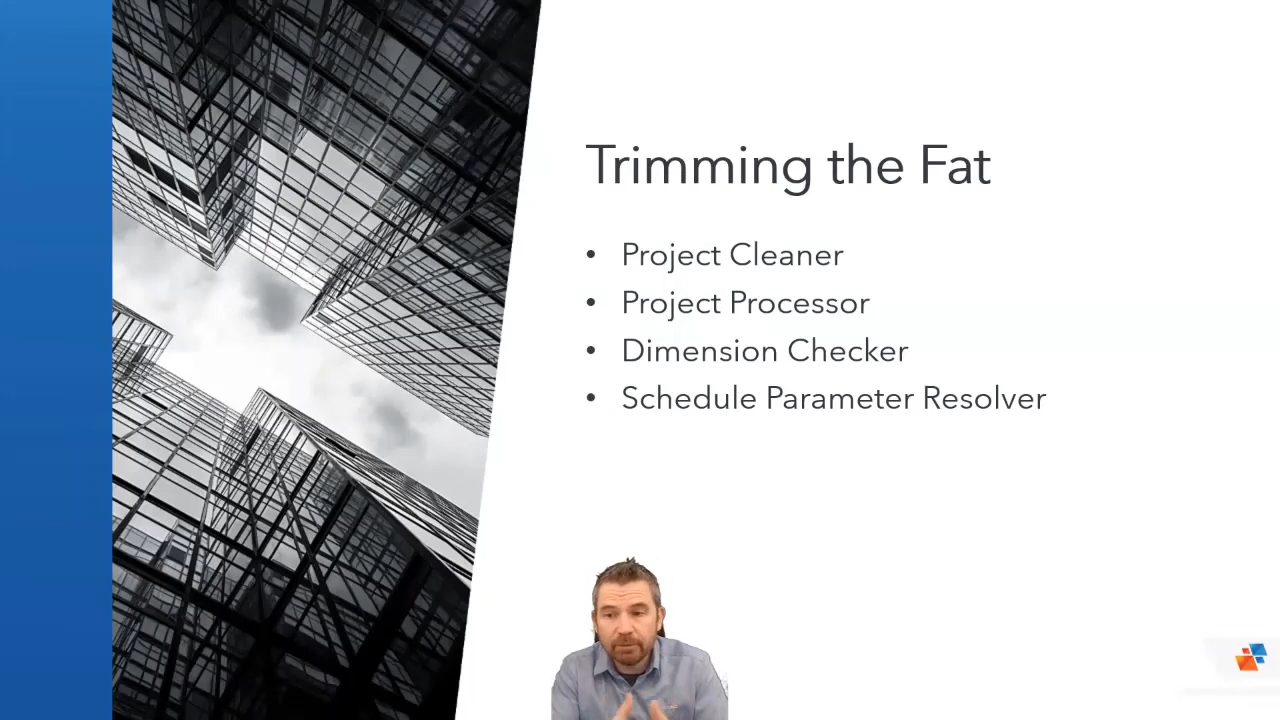 Trimming the Fat
• Project Cleaner
• Project Processor
• Dimension Checker
• Schedule Parameter Resolver